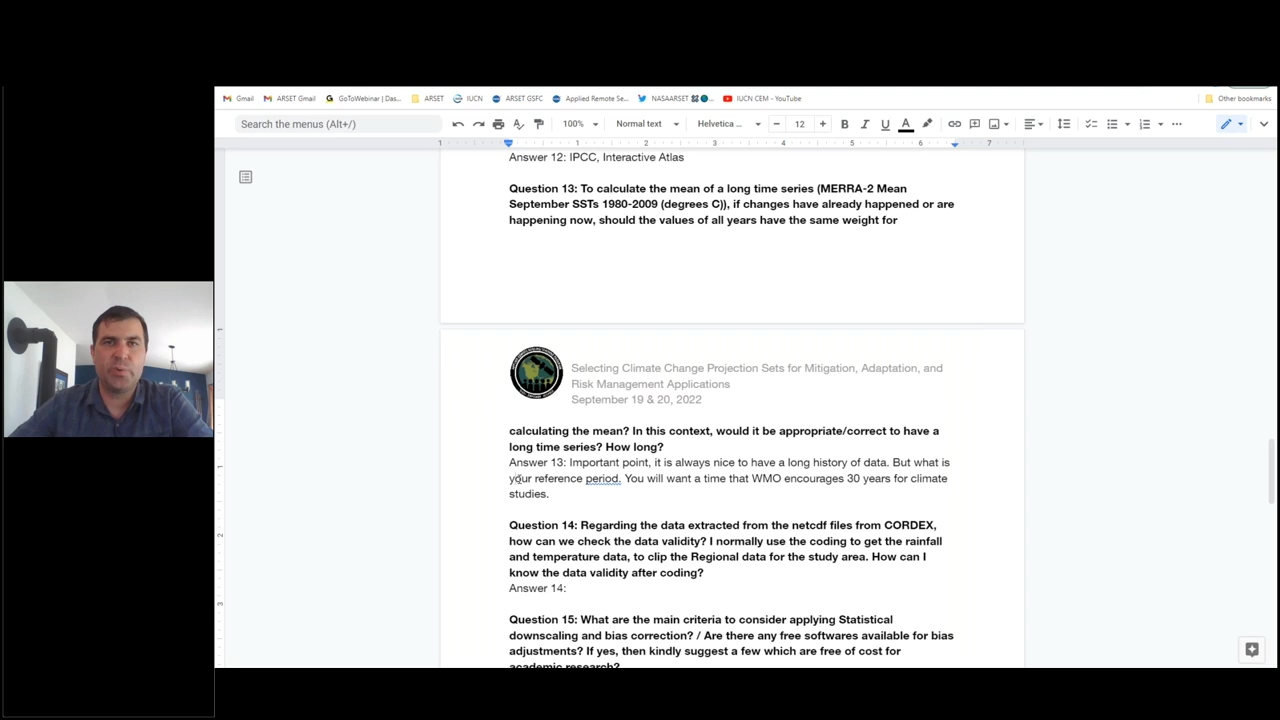 Gmail ARSET Gmail GoToWebinar | Das... ARSET IUCN ARSET GSFC Applied Remote Se... NASAARSET IUCN CEM - YouTube Other bookmarks
Search the menus (Alt+/) 100% Normal text Helvetica ... 12 B I U A
1 1 2 3 4 5 6 7
Answer 12: IPCC, Interactive Atlas
Question 13: To calculate the mean of a long time series (MERRA-2 Mean
September SSTs 1980-2009 (degrees C)), if changes have already happened or are
happening now, should the values of all years have the same weight for
Selecting Climate Change Projection Sets for Mitigation, Adaptation, and
Risk Management Applications
September 19 & 20, 2022
calculating the mean? In this context, would it be appropriate/correct to have a
long time series? How long?
Answer 13: Important point, it is always nice to have a long history of data. But what is
your reference period. You will want a time that WMO encourages 30 years for climate
studies.
Question 14: Regarding the data extracted from the netcdf files from CORDEX,
how can we check the data validity? I normally use the coding to get the rainfall
and temperature data, to clip the Regional data for the study area. How can I
know the data validity after coding?
Answer 14:
Question 15: What are the main criteria to consider applying Statistical
downscaling and bias correction? / Are there any free softwares available for bias
adjustments? If yes, then kindly suggest a few which are free of cost for
academic research?